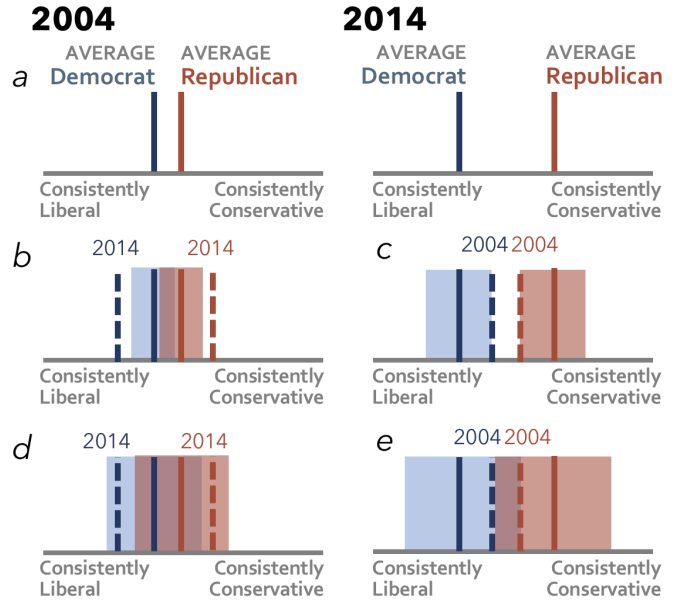 2004 2014
AVERAGE AVERAGE AVERAGE AVERAGE
a Democrat Republican Democrat Republican
Consistently Consistently Consistently Consistently
Liberal Conservative Liberal Conservative
b 2014 2014 c 2004 2004
Consistently Consistently Consistently Consistently
Liberal Conservative Liberal Conservative
d 2014 2014 e 2004 2004
Consistently Consistently Consistently Consistently
Liberal Conservative Liberal Conservative